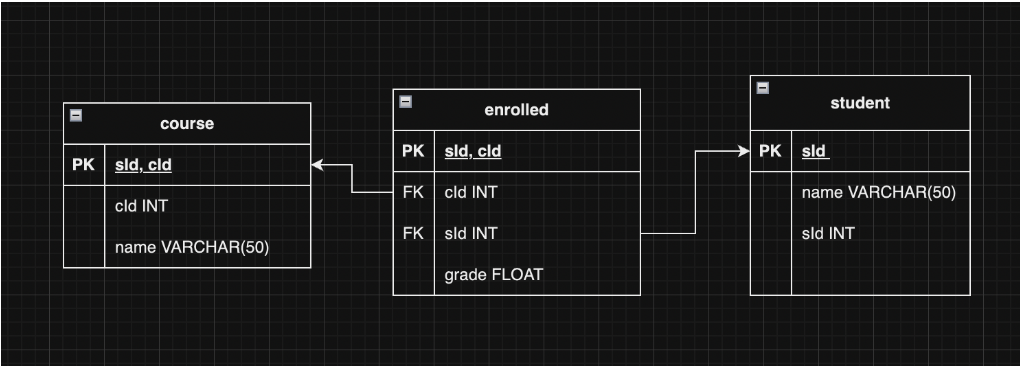 course
PK sId, cId
cId INT
name VARCHAR(50)
enrolled
PK sId, cId
FK cId INT
FK sId INT
grade FLOAT
student
PK sId
name VARCHAR(50)
sId INT